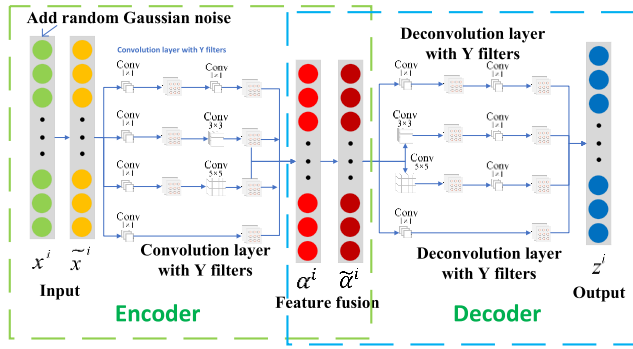 Add random Gaussian noise
Convolution layer with Y filters
Conv
1×1
Conv
1×1
Conv
1×1
Conv
3×3
Conv
1×1
Conv
5×5
Conv
1×1
Convolution layer
with Y filters
x^i
x̃^i
Input
Encoder
α^i
α̃^i
Feature fusion
Deconvolution layer
with Y filters
Conv
1×1
Conv
1×1
Conv
3×3
Conv
1×1
Conv
5×5
Conv
1×1
Conv
1×1
Deconvolution layer
with Y filters
Decoder
z^i
Output